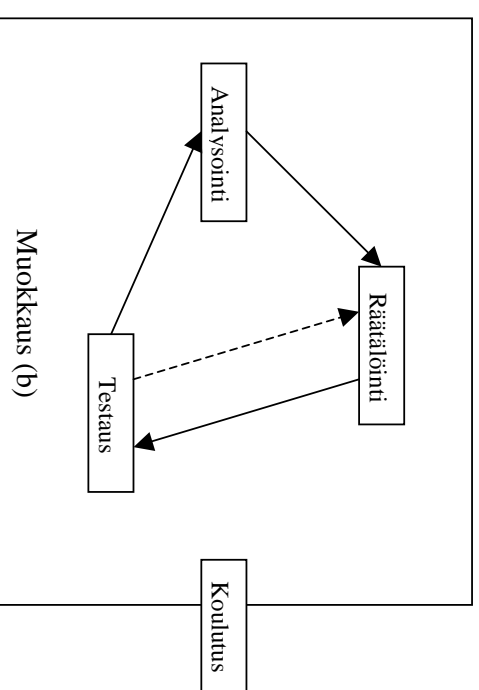 Räätälöinti
Analysointi
Koulutus
Testaus
Muokkaus (b)